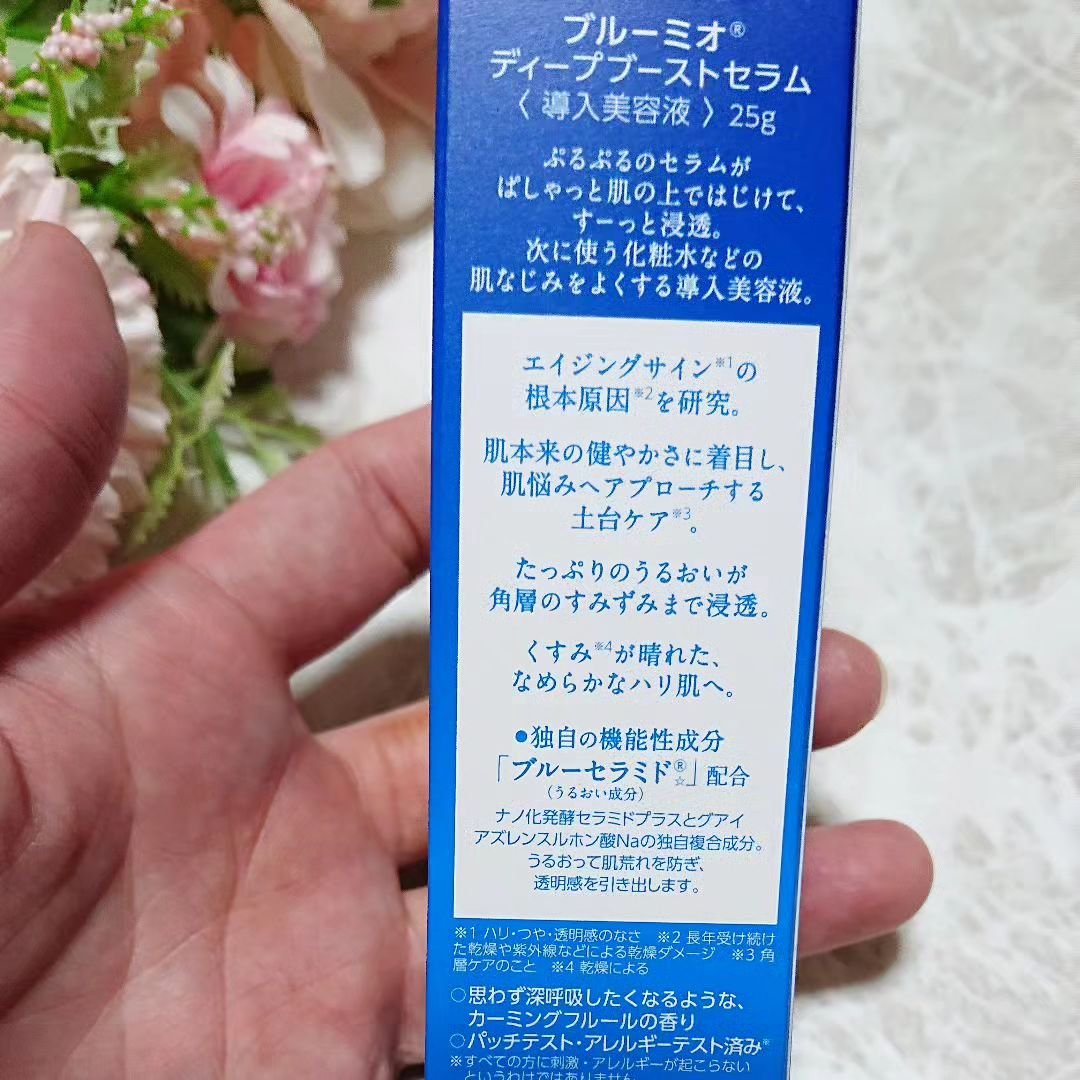 ブルーミオ®
ディープブーストセラム
〈 導入美容液 〉 25g
ぷるぷるのセラムが
ぱしゃっと肌の上ではじけて、
すーっと浸透。
次に使う化粧水などの
肌なじみをよくする導入美容液。
エイジングサイン※1の
根本原因※2を研究。
肌本来の健やかさに着目し、
肌悩みへアプローチする
土台ケア※3。
たっぷりのうるおいが
角層のすみずみまで浸透。
くすみ※4が晴れた、
なめらかなハリ肌へ。
●独自の機能性成分
「ブルーセラミド®☆」配合
(うるおい成分)
ナノ化発酵セラミドプラスとグアイ
アズレンスルホン酸Naの独自複合成分。
うるおって肌荒れを防ぎ、
透明感を引き出します。
※1 ハリ・つや・透明感のなさ ※2 長年受け続け
た乾燥や紫外線などによる乾燥ダメージ ※3 角
層ケアのこと ※4 乾燥による
○思わず深呼吸したくなるような、
カーミングフルールの香り
○パッチテスト・アレルギーテスト済み※
※すべての方に刺激・アレルギーが起こらない
というわけではありません